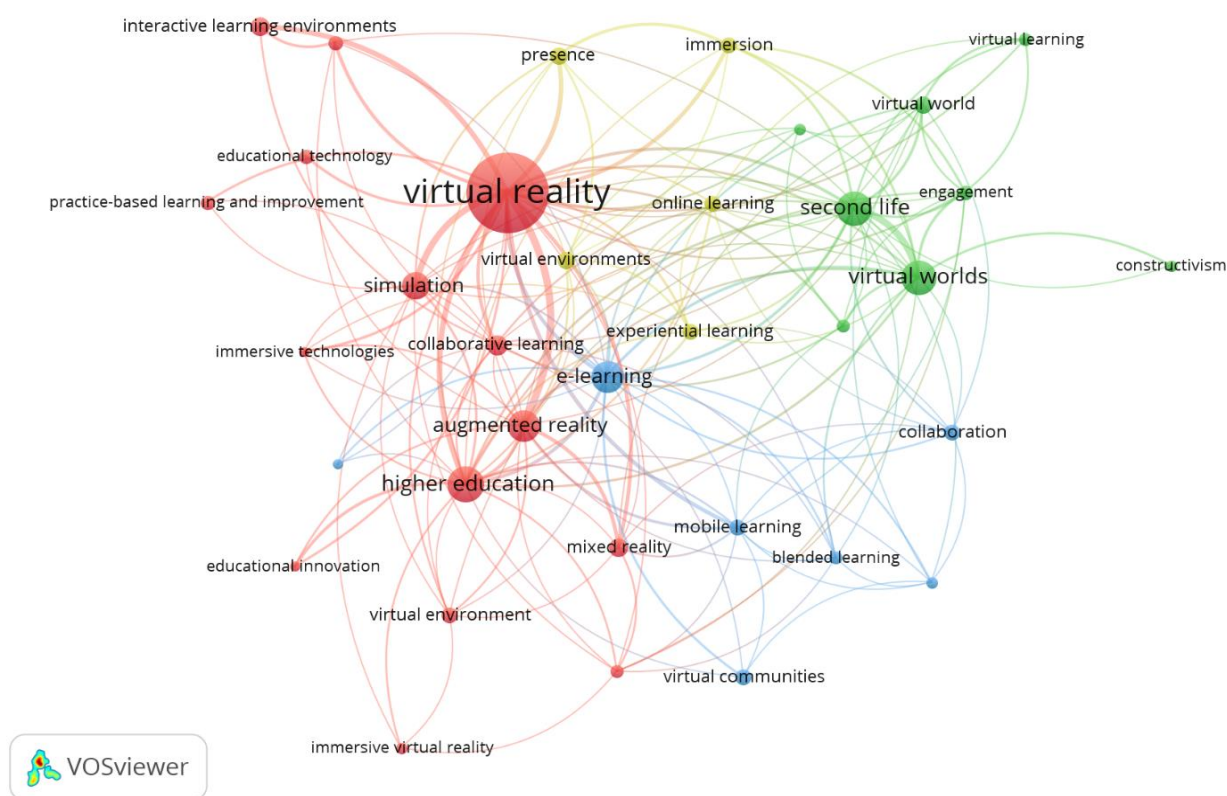 interactive learning environments
presence
immersion
virtual learning
virtual world
educational technology
virtual reality
practice-based learning and improvement
online learning
second life
engagement
virtual environments
constructivism
simulation
virtual worlds
experiential learning
immersive technologies
collaborative learning
e-learning
augmented reality
collaboration
higher education
mobile learning
mixed reality
blended learning
educational innovation
virtual environment
virtual communities
immersive virtual reality
VOSviewer